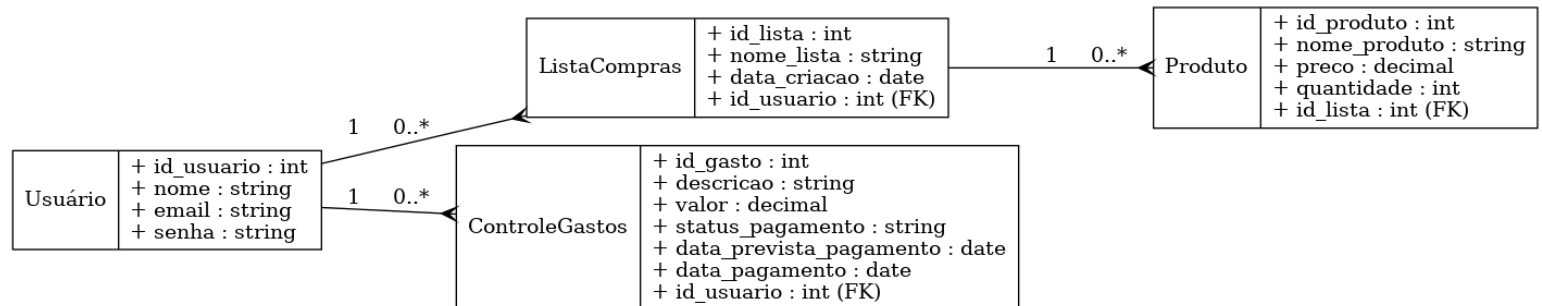 Usuário
+ id_usuario : int
+ nome : string
+ email : string
+ senha : string
1 0..*
1 0..*
ListaCompras
+ id_lista : int
+ nome_lista : string
+ data_criacao : date
+ id_usuario : int (FK)
1 0..*
Produto
+ id_produto : int
+ nome_produto : string
+ preco : decimal
+ quantidade : int
+ id_lista : int (FK)
ControleGastos
+ id_gasto : int
+ descricao : string
+ valor : decimal
+ status_pagamento : string
+ data_prevista_pagamento : date
+ data_pagamento : date
+ id_usuario : int (FK)